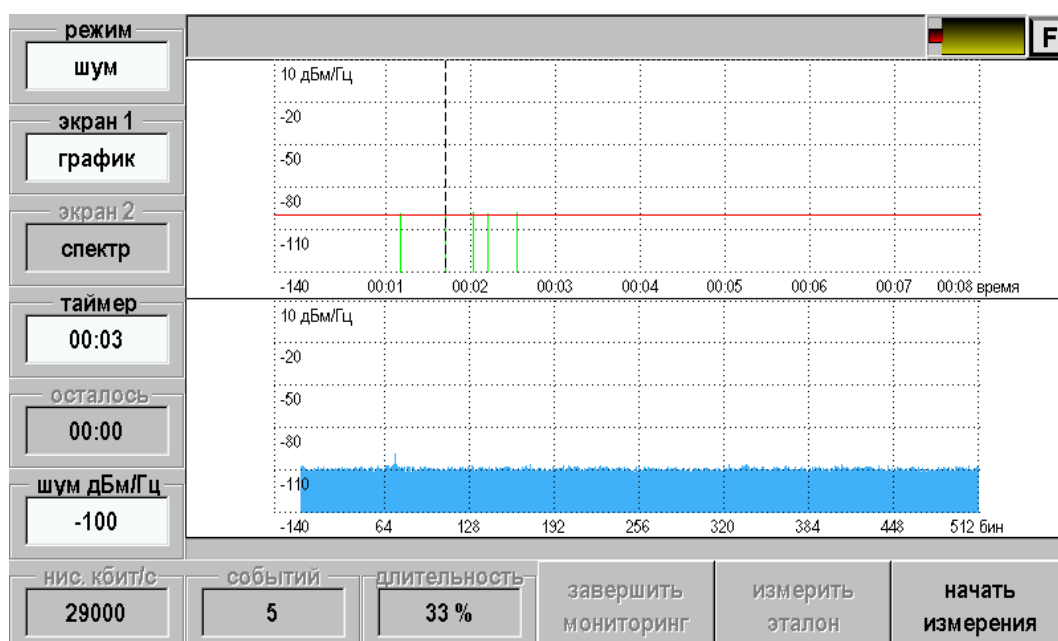 режим
шум
F
экран 1
график
экран 2
спектр
таймер
00:03
осталось
00:00
шум дБм/Гц
-100
10 дБм/Гц
-20
-50
-80
-110
-140 00:01 00:02 00:03 00:04 00:05 00:06 00:07 00:08 время
10 дБм/Гц
-20
-50
-80
-110
-140 64 128 192 256 320 384 448 512 бин
нис. кбит/с
29000
событий
5
длительность
33 %
завершить
мониторинг
измерить
эталон
начать
измерения